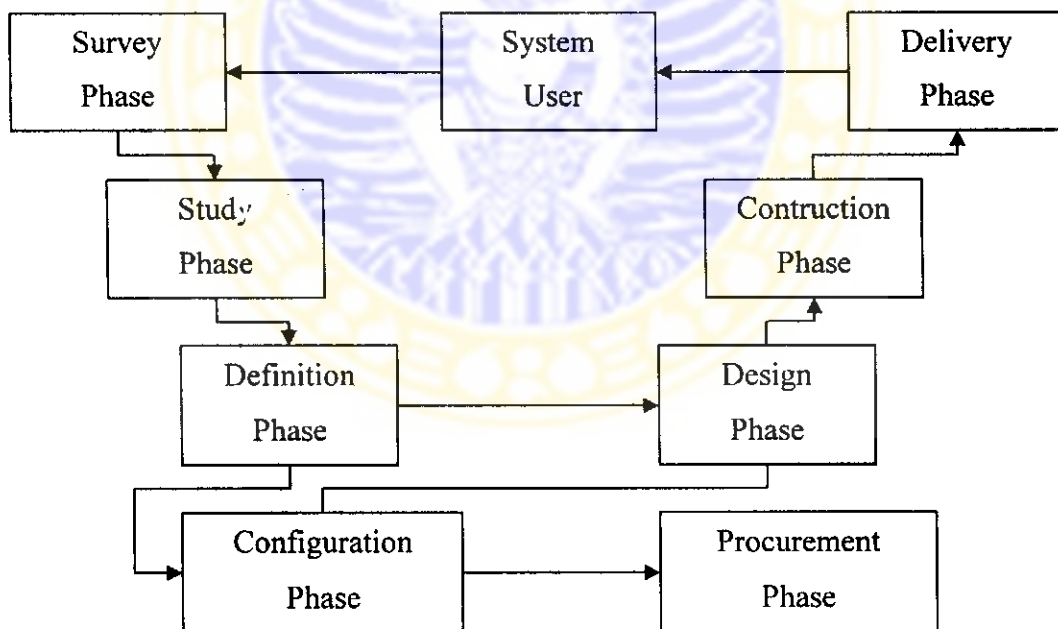 Survey
Phase
System
User
Delivery
Phase
Study
Phase
Contruction
Phase
Definition
Phase
Design
Phase
Configuration
Phase
Procurement
Phase